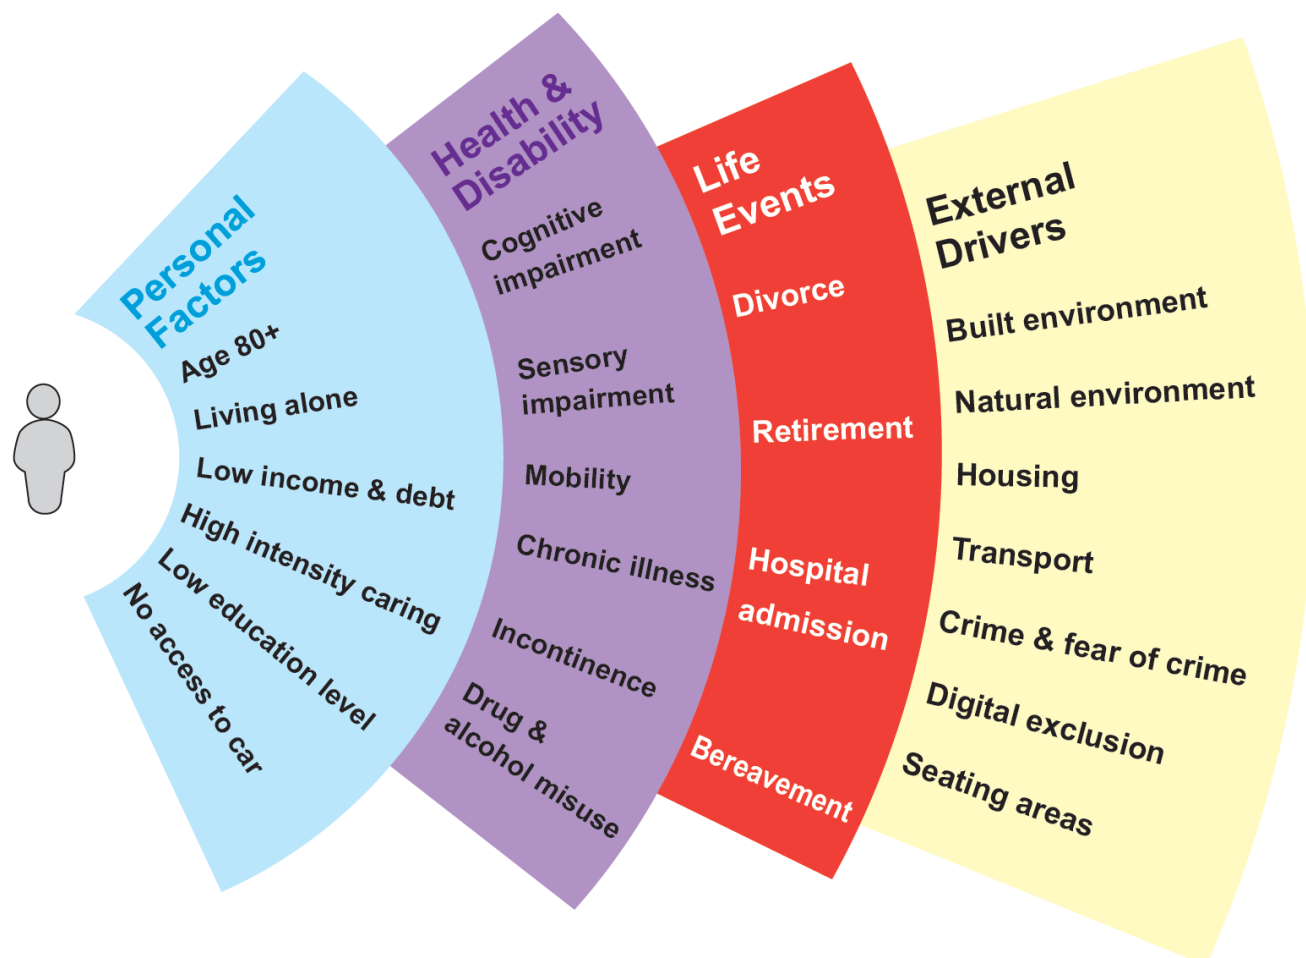 Personal
Factors
Age 80+
Living alone
Low income & debt
High intensity caring
Low education level
No access to car
Health &
Disability
Cognitive
impairment
Sensory
impairment
Mobility
Chronic illness
Incontinence
Drug &
alcohol misuse
Life
Events
Divorce
Retirement
Hospital
admission
Bereavement
External
Drivers
Built environment
Natural environment
Housing
Transport
Crime & fear of crime
Digital exclusion
Seating areas